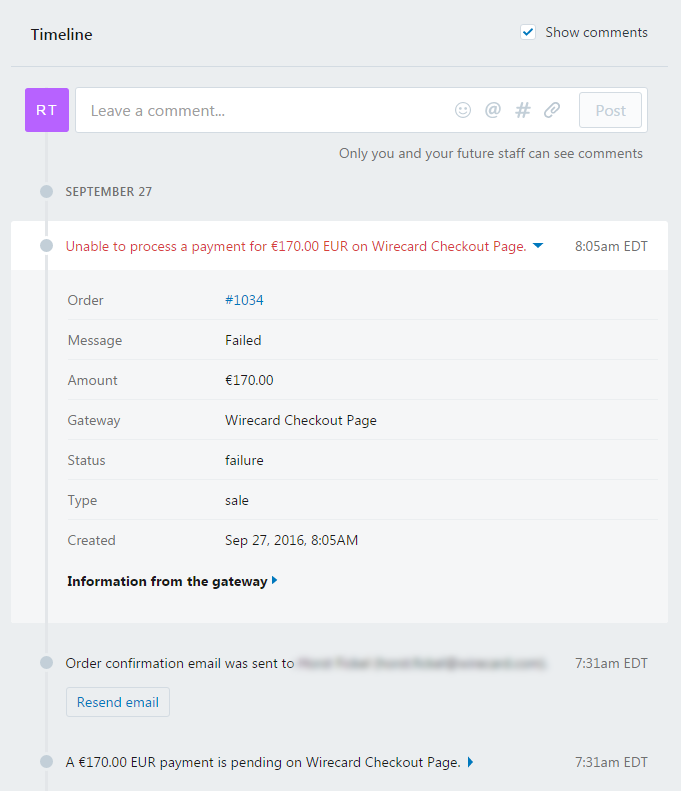 Timeline
Show comments
RT
Leave a comment...
@ #
Post
Only you and your future staff can see comments
SEPTEMBER 27
Unable to process a payment for €170.00 EUR on Wirecard Checkout Page. 8:05am EDT
Order #1034
Message Failed
Amount €170.00
Gateway Wirecard Checkout Page
Status failure
Type sale
Created Sep 27, 2016, 8:05AM
Information from the gateway
Order confirmation email was sent to 7:31am EDT
Resend email
A €170.00 EUR payment is pending on Wirecard Checkout Page. 7:31am EDT